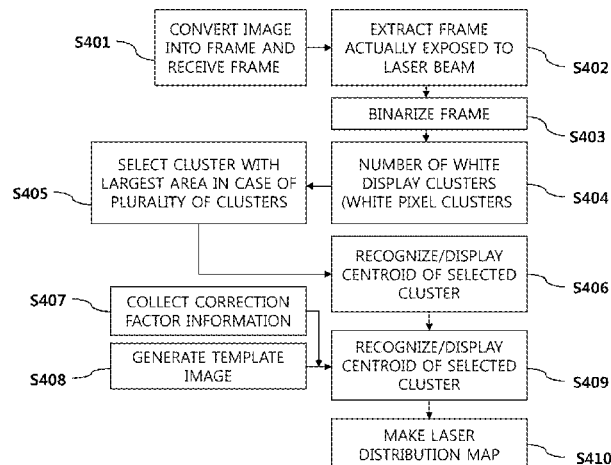 S401
CONVERT IMAGE
INTO FRAME AND
RECEIVE FRAME
EXTRACT FRAME
ACTUALLY EXPOSED TO
LASER BEAM
S402
BINARIZE FRAME
S403
SELECT CLUSTER WITH
LARGEST AREA IN CASE OF
PLURALITY OF CLUSTERS
S405
NUMBER OF WHITE
DISPLAY CLUSTERS
(WHITE PIXEL CLUSTERS
S404
RECOGNIZE/DISPLAY
CENTROID OF SELECTED
CLUSTER
S406
S407
COLLECT CORRECTION
FACTOR INFORMATION
S408
GENERATE TEMPLATE
IMAGE
RECOGNIZE/DISPLAY
CENTROID OF SELECTED
CLUSTER
S409
MAKE LASER
DISTRIBUTION MAP
S410